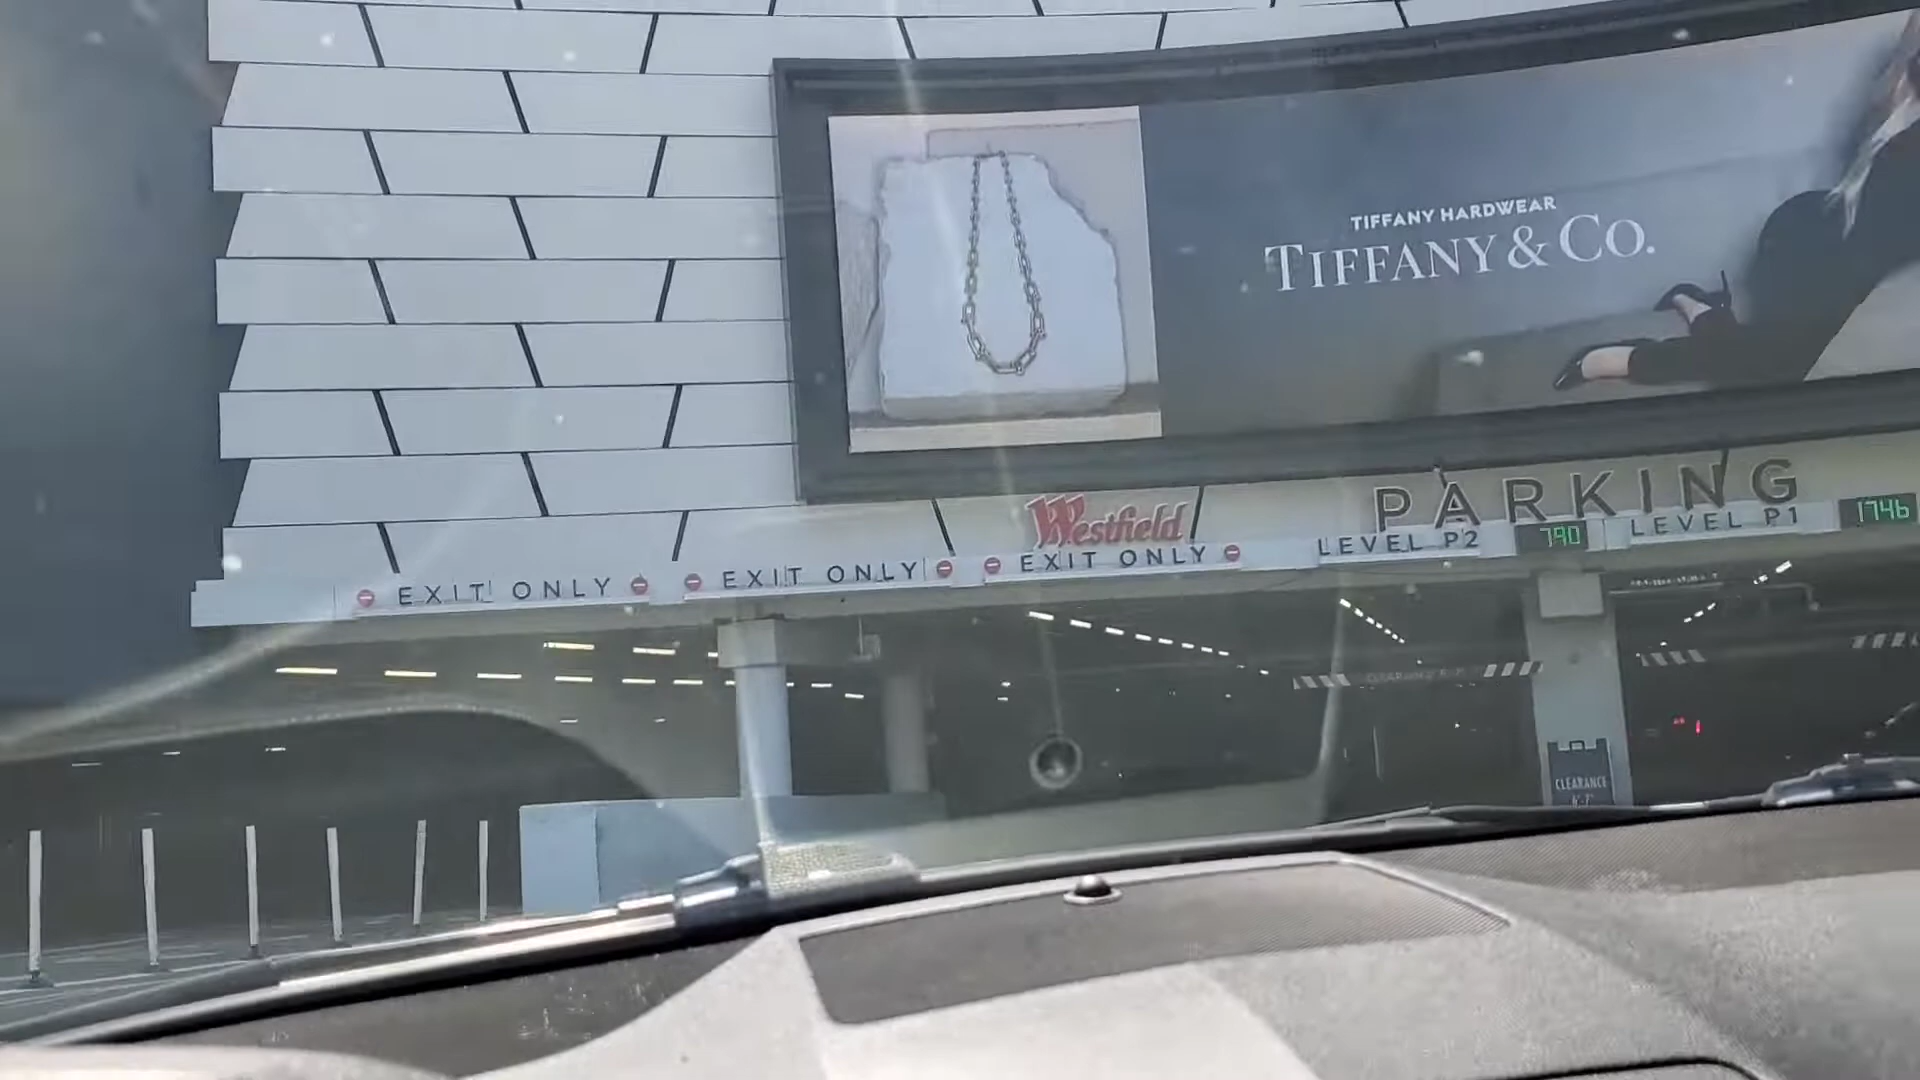 TIFFANY HARDWEAR
TIFFANY & CO.
Westfield
PARKING
EXIT ONLY
EXIT ONLY
EXIT ONLY
LEVEL P2
790
LEVEL P1
1746
CLEARANCE